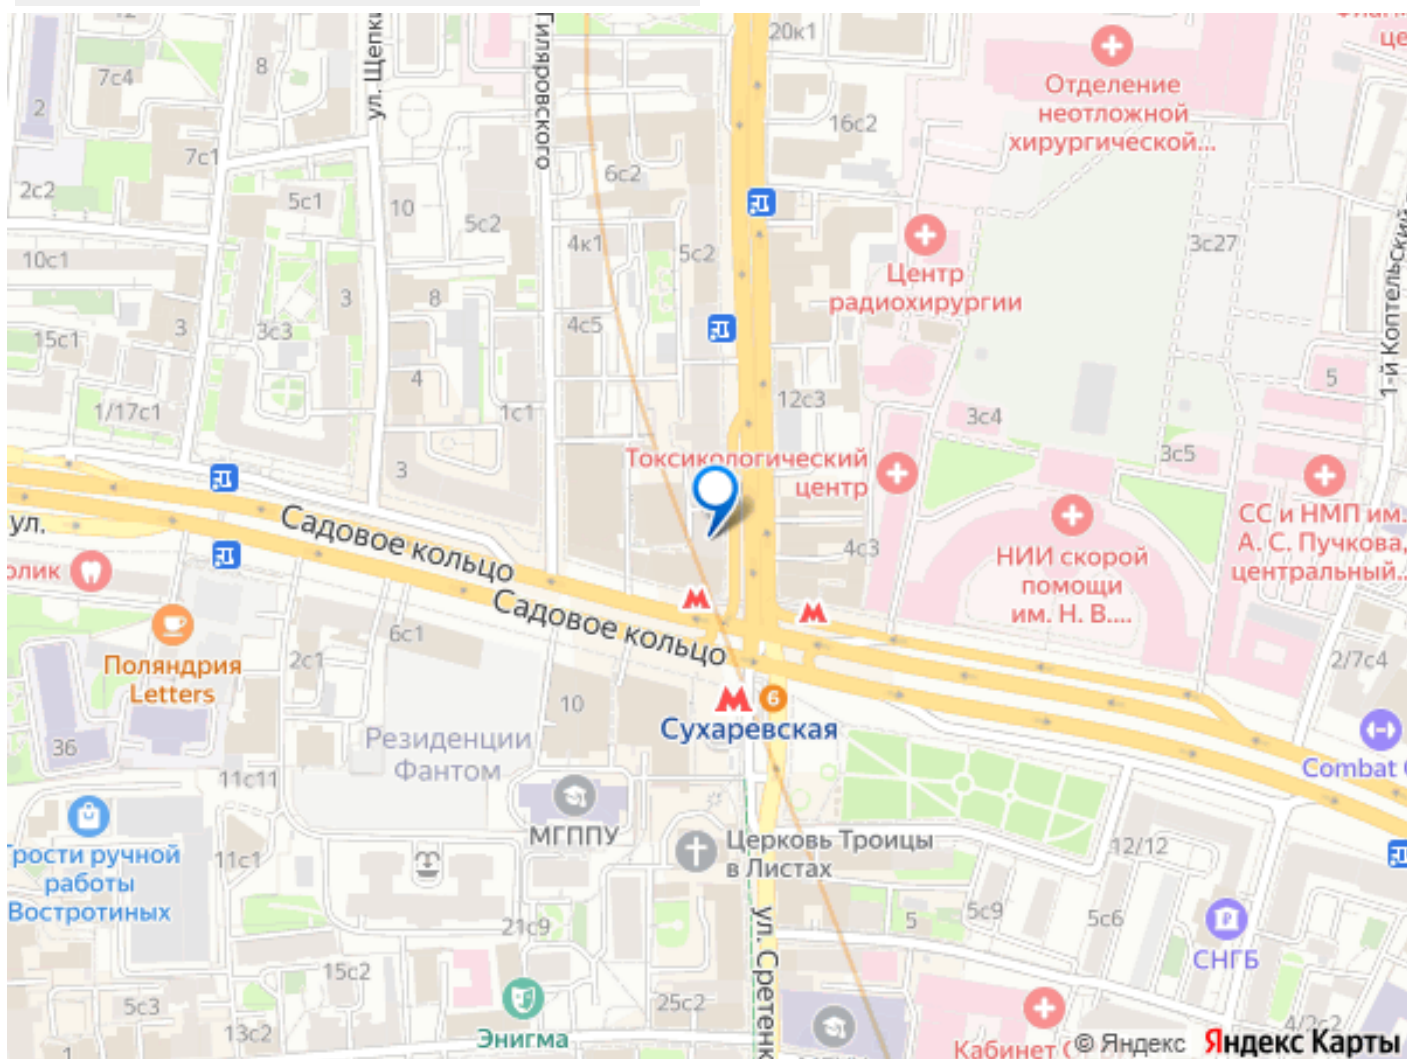 20к1
7с4
8
2
ул. Щепки
Гиляровского
Отделение
неотложной
хирургической...
16с2
7с1
6с2
2с2
5с1
10
5с2
4к1
5с2
3с27
10с1
Центр
радиохирургии
1-й Коптельский
3
8
15с1
3
3с3
4с5
5
4
12с3
1/17с1
1с1
3с4
3
Токсикологический
центр
3с5
ул.
Садовое кольцо
4с3
НИИ скорой
помощи
им. Н. В....
СС и НМП им.
А. С. Пучкова,
центральный...
олик
Садовое кольцо
6с1
Поляндрия
Letters
2с1
2/7с4
10
6
Сухаревская
36
Резиденции
Фантом
11с11
Combat
МГППУ
Церковь Троицы
в Листах
12/12
рости ручной
работы
Востротиных
11с1
21с9
5
5с9
5с6
СНГБ
ул. Сретенк
15с2
5с3
13с2
25с2
Энигма
1
4/2с2
Кабинет
© Яндекс
Яндекс Карты